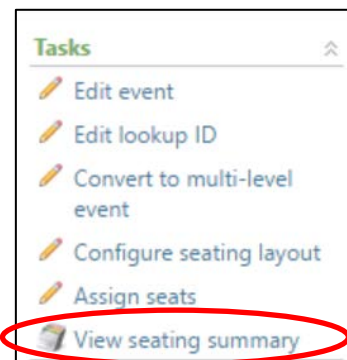 Tasks
Edit event
Edit lookup ID
Convert to multi-level
event
Configure seating layout
Assign seats
View seating summary